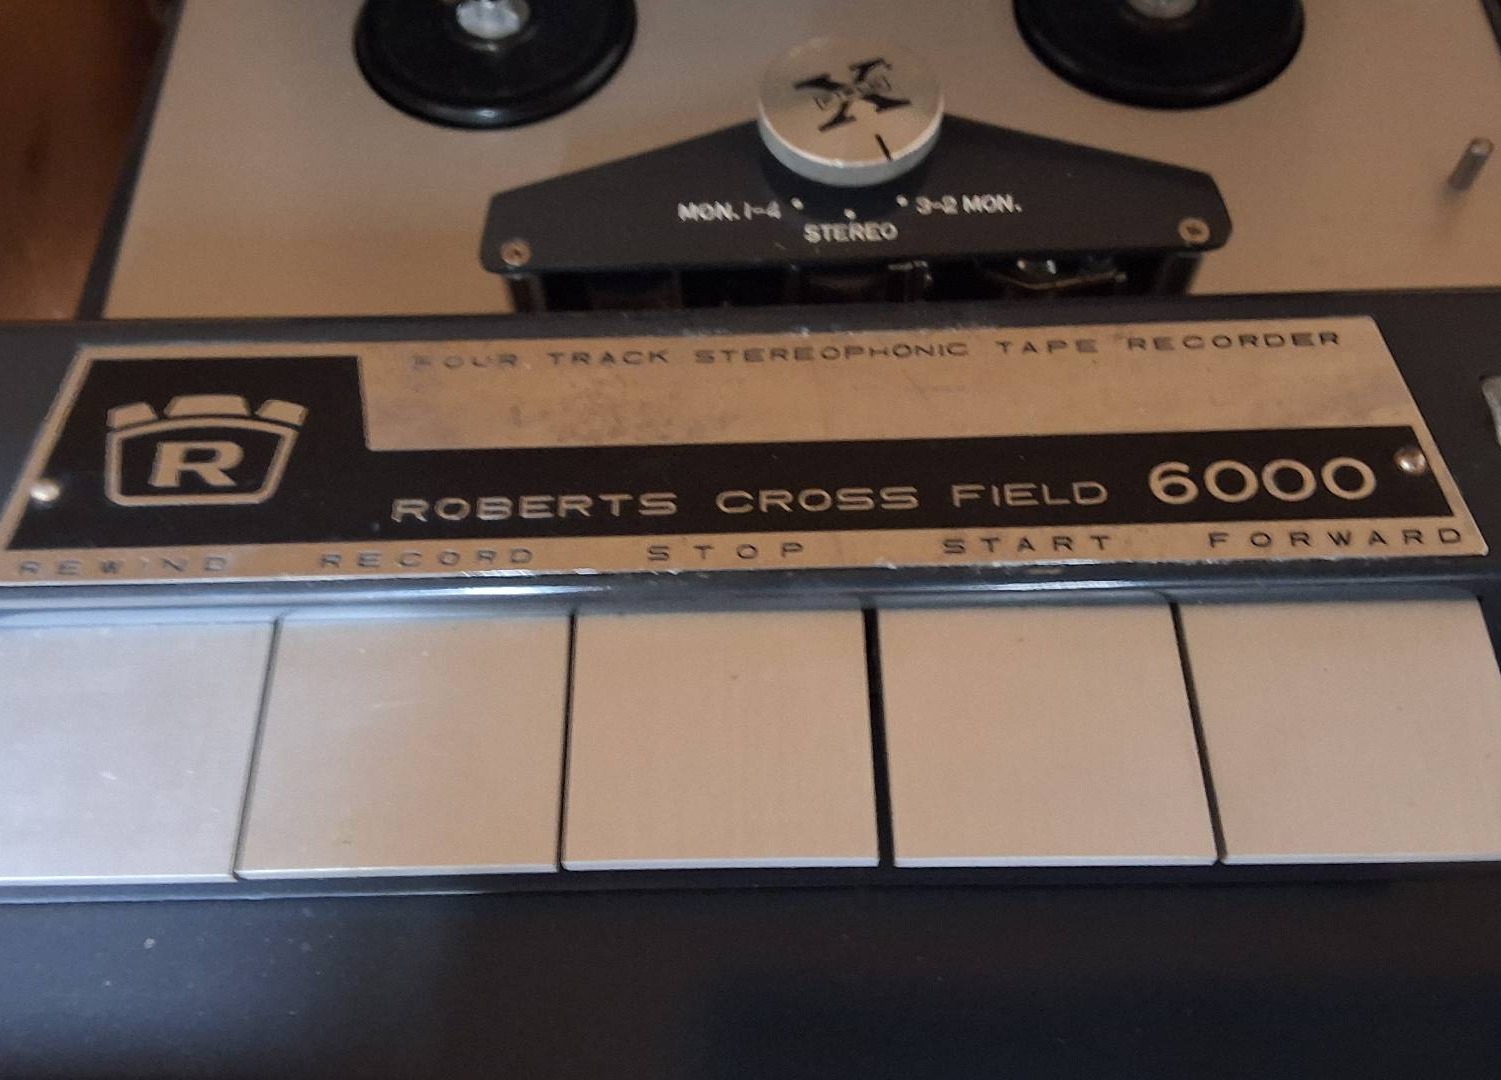 MON. 1-4
3-2 MON.
STEREO
FOUR TRACK STEREOPHONIC TAPE RECORDER
R
ROBERTS CROSS FIELD 6000
REWIND RECORD STOP START FORWARD